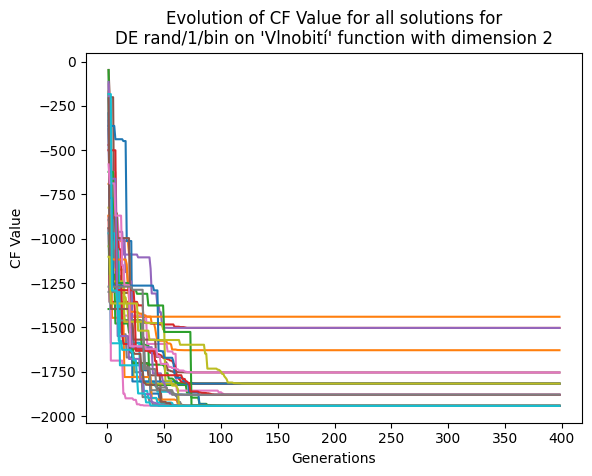 Evolution of CF Value for all solutions for
DE rand/1/bin on 'Vlnobití' function with dimension 2
0
−250
−500
−750
−1000
−1250
−1500
−1750
−2000
CF Value
0 50 100 150 200 250 300 350 400
Generations